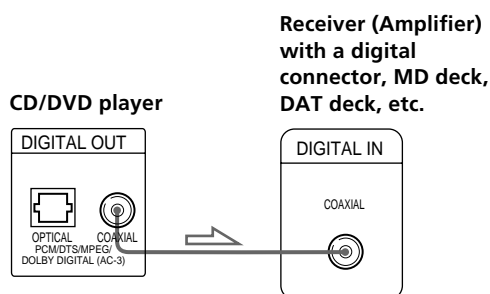 Receiver (Amplifier)
with a digital
connector, MD deck,
DAT deck, etc.
CD/DVD player
DIGITAL OUT
OPTICAL COAXIAL
PCM/DTS/MPEG/
DOLBY DIGITAL (AC-3)
DIGITAL IN
COAXIAL